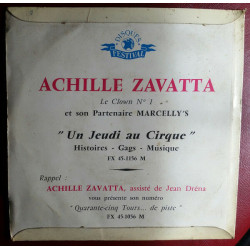 DISQUES
FESTIVAL
ACHILLE ZAVATTA
Le Clown N° 1
et son Partenaire MARCELLY'S
" Un Jeudi au Cirque "
Histoires - Gags - Musique
FX 45-1156 M
Rappel :
ACHILLE ZAVATTA, assisté de Jean Dréna
vous présente son numéro
" Quarante-cinq Tours... de piste "
FX 45-1056 M